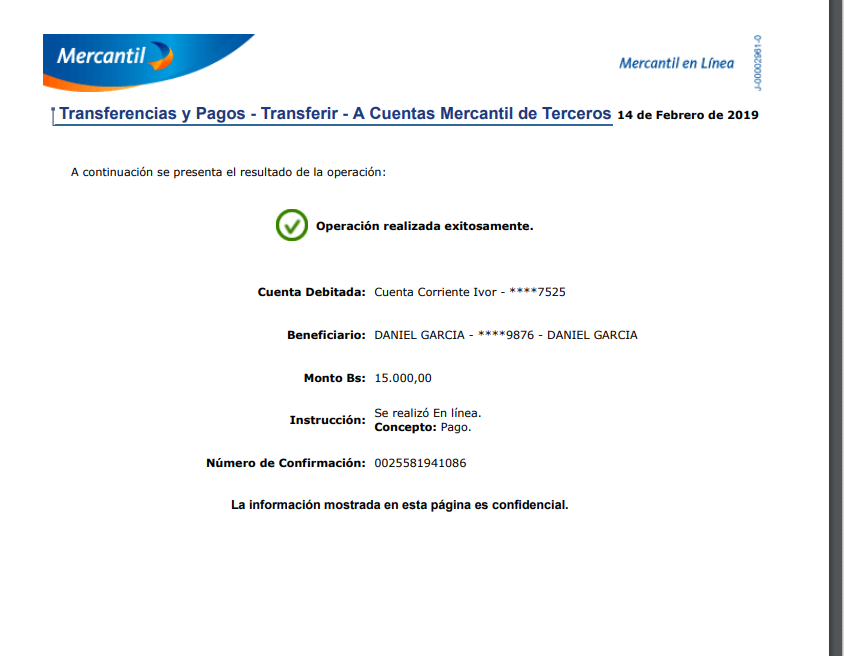 Mercantil
Mercantil en Línea
J-00002961-0
Transferencias y Pagos - Transferir - A Cuentas Mercantil de Terceros 14 de Febrero de 2019
A continuación se presenta el resultado de la operación:
Operación realizada exitosamente.
Cuenta Debitada: Cuenta Corriente Ivor - ****7525
Beneficiario: DANIEL GARCIA - ****9876 - DANIEL GARCIA
Monto Bs: 15.000,00
Instrucción: Se realizó En línea.
Concepto: Pago.
Número de Confirmación: 0025581941086
La información mostrada en esta página es confidencial.